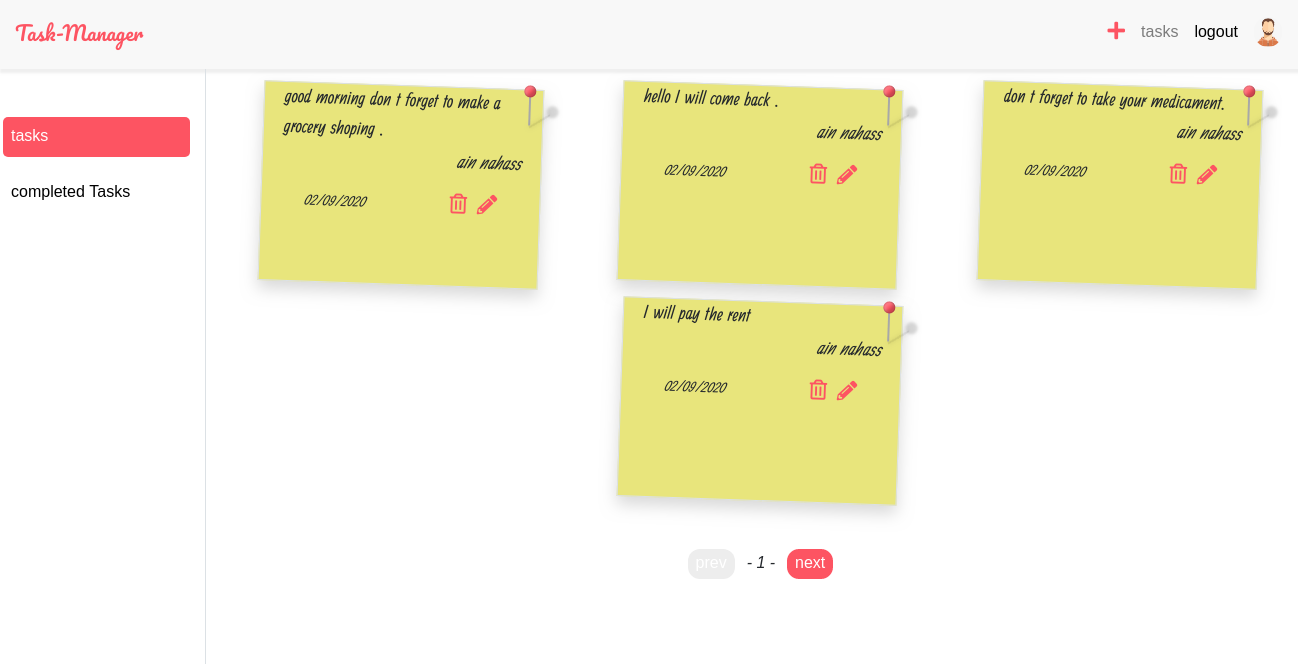 Task-Manager
tasks
logout
tasks
completed Tasks
good morning don t forget to make a
grocery shoping .
ain nahass
02/09/2020
hello I will come back .
ain nahass
02/09/2020
don t forget to take your medicament.
ain nahass
02/09/2020
I will pay the rent
ain nahass
02/09/2020
prev
- 1 -
next